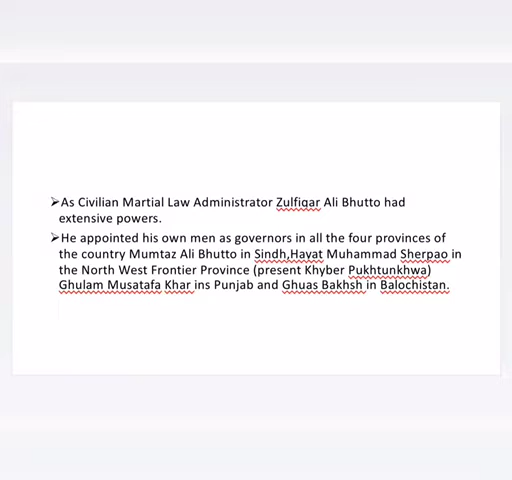 ➢As Civilian Martial Law Administrator Zulfiqar Ali Bhutto had
extensive powers.
➢He appointed his own men as governors in all the four provinces of
the country Mumtaz Ali Bhutto in Sindh,Hayat Muhammad Sherpao in
the North West Frontier Province (present Khyber Pukhtunkhwa)
Ghulam Musatafa Khar ins Punjab and Ghuas Bakhsh in Balochistan.